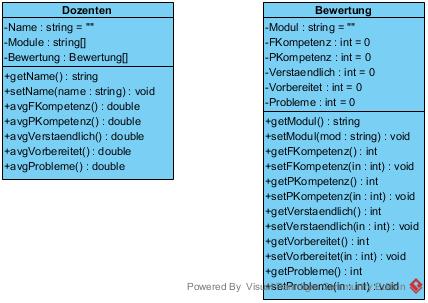 Dozenten
-Name : string = ""
-Module : string[]
-Bewertung : Bewertung[]
+getName() : string
+setName(name : string) : void
+avgFKompetenz() : double
+avgPKompetenz() : double
+avgVerstaendlich() : double
+avgVorbereitet() : double
+avgProbleme() : double
Bewertung
-Modul : string = ""
-FKompetenz : int = 0
-PKompetenz : int = 0
-Verstaendlich : int = 0
-Vorbereitet : int = 0
-Probleme : int = 0
+getModul() : string
+setModul(mod : string) : void
+getFKompetenz() : int
+setFKompetenz(in : int) : void
+getPKompetenz() : int
+setPKompetenz(in : int) : void
+getVerstaendlich() : int
+setVerstaendlich(in : int) : void
+getVorbereitet() : int
+setVorbereitet(in : int) : void
+getProbleme() : int
+setProbleme(in : int) : void
Powered By Visual